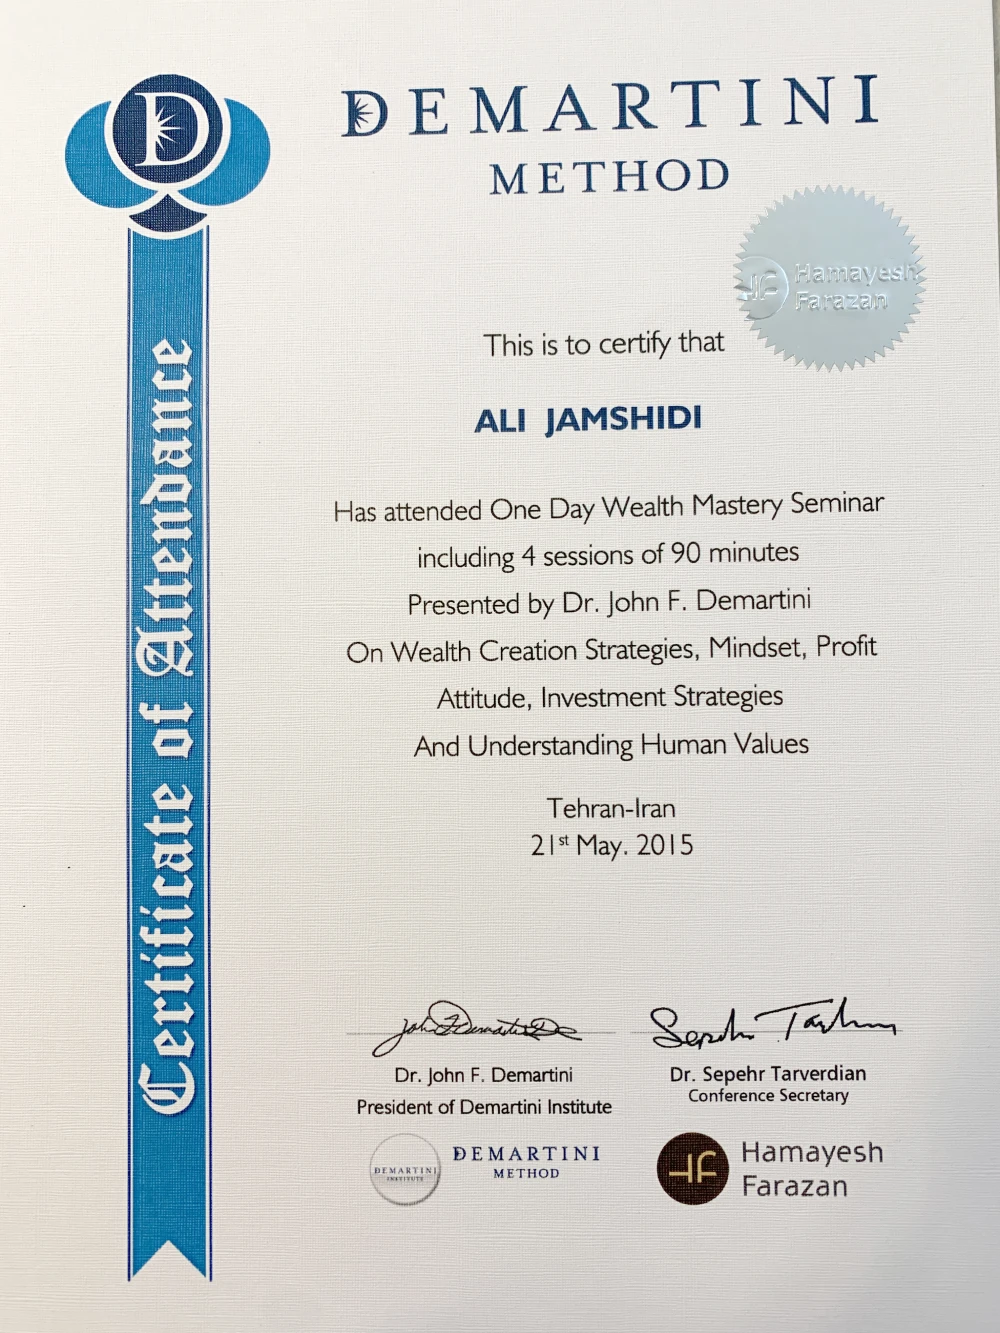 D
DEMARTINI
METHOD
Hamayesh
Farazan
Certificate of Attendance
This is to certify that
ALI JAMSHIDI
Has attended One Day Wealth Mastery Seminar
including 4 sessions of 90 minutes
Presented by Dr. John F. Demartini
On Wealth Creation Strategies, Mindset, Profit
Attitude, Investment Strategies
And Understanding Human Values
Tehran-Iran
21st May. 2015
Dr. John F. Demartini
President of Demartini Institute
Dr. Sepehr Tarverdian
Conference Secretary
DEMARTINI
INSTITUTE
DEMARTINI
METHOD
HF
Hamayesh
Farazan